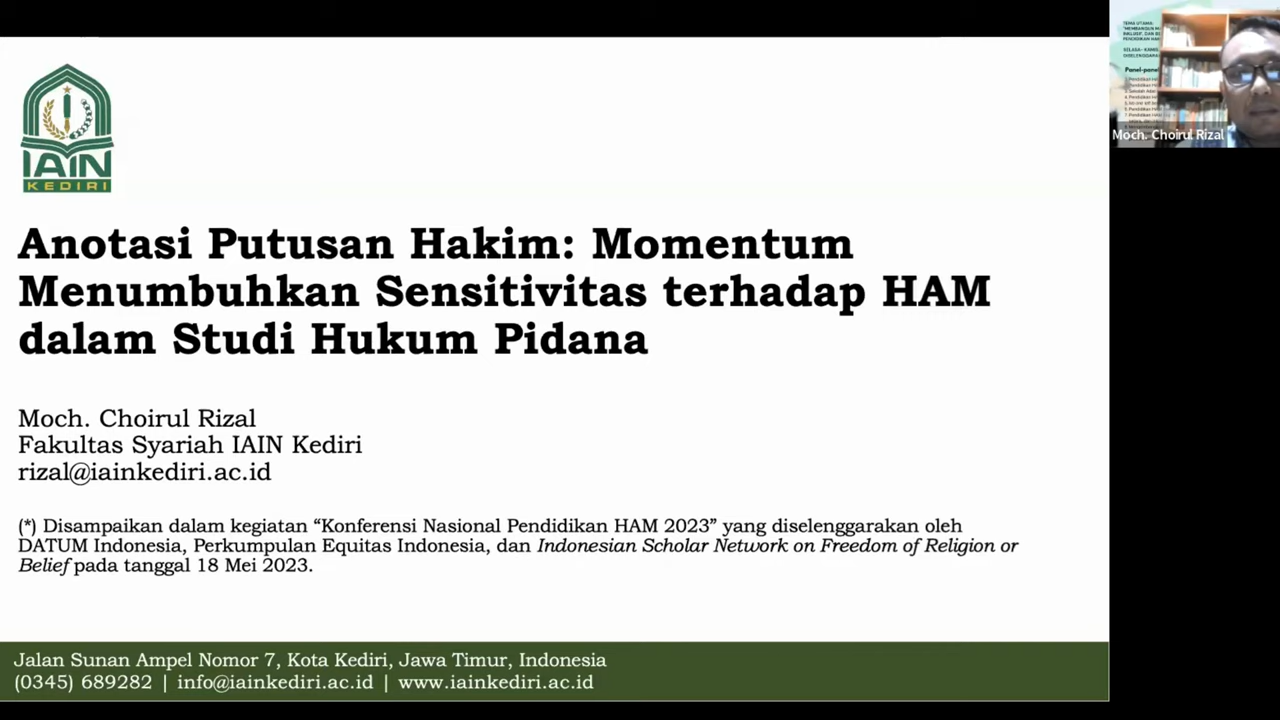 IAIN
KEDIRI
Anotasi Putusan Hakim: Momentum
Menumbuhkan Sensitivitas terhadap HAM
dalam Studi Hukum Pidana
Moch. Choirul Rizal
Fakultas Syariah IAIN Kediri
rizal@iainkediri.ac.id
(*) Disampaikan dalam kegiatan “Konferensi Nasional Pendidikan HAM 2023” yang diselenggarakan oleh
DATUM Indonesia, Perkumpulan Equitas Indonesia, dan Indonesian Scholar Network on Freedom of Religion or
Belief pada tanggal 18 Mei 2023.
Jalan Sunan Ampel Nomor 7, Kota Kediri, Jawa Timur, Indonesia
(0345) 689282 | info@iainkediri.ac.id | www.iainkediri.ac.id
TEMA UTAMA:
Moch. Choirul Rizal